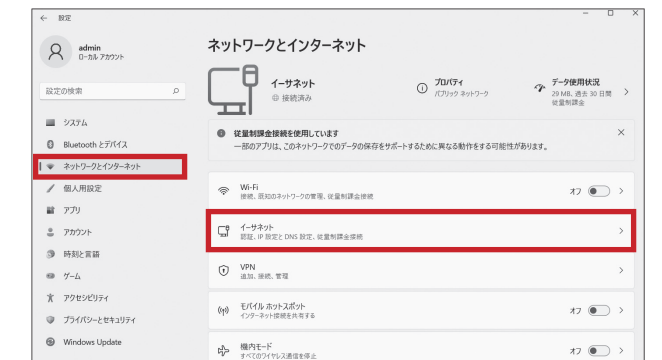 設定
admin
ローカル アカウント
設定の検索
システム
Bluetooth とデバイス
ネットワークとインターネット
個人用設定
アプリ
アカウント
時刻と言語
ゲーム
アクセシビリティ
プライバシーとセキュリティ
Windows Update
ネットワークとインターネット
イーサネット
接続済み
プロパティ
パブリック ネットワーク
データ使用状況
29 MB、過去 30 日間
従量制課金
従量制課金接続を使用しています
一部のアプリは、このネットワークでのデータの保存をサポートするために異なる動作をする可能性があります。
Wi-Fi
接続、既知のネットワークの管理、従量制課金接続
オフ
イーサネット
認証、IP 設定と DNS 設定、従量制課金接続
VPN
追加、接続、管理
モバイル ホットスポット
インターネット接続を共有する
オフ
機内モード
すべてのワイヤレス通信を停止
オフ